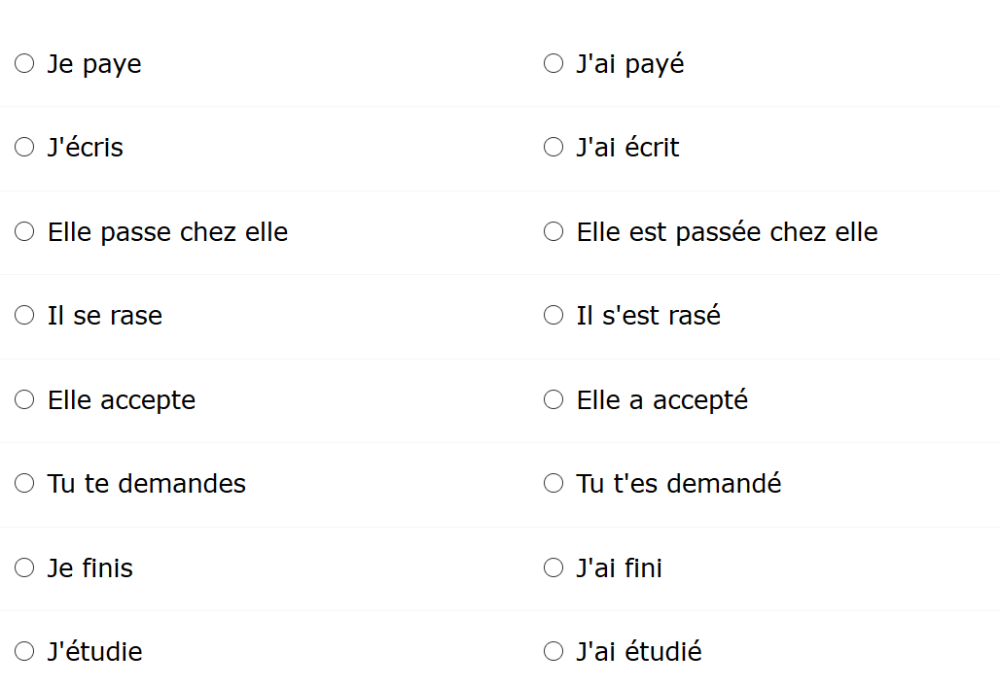 Je paye J'ai payé
J'écris J'ai écrit
Elle passe chez elle Elle est passée chez elle
Il se rase Il s'est rasé
Elle accepte Elle a accepté
Tu te demandes Tu t'es demandé
Je finis J'ai fini
J'étudie J'ai étudié